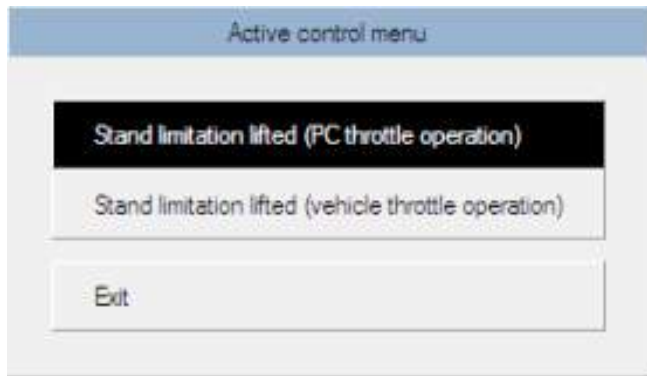 Active control menu
Stand limitation lifted (PC throttle operation)
Stand limitation lifted (vehicle throttle operation)
Exit